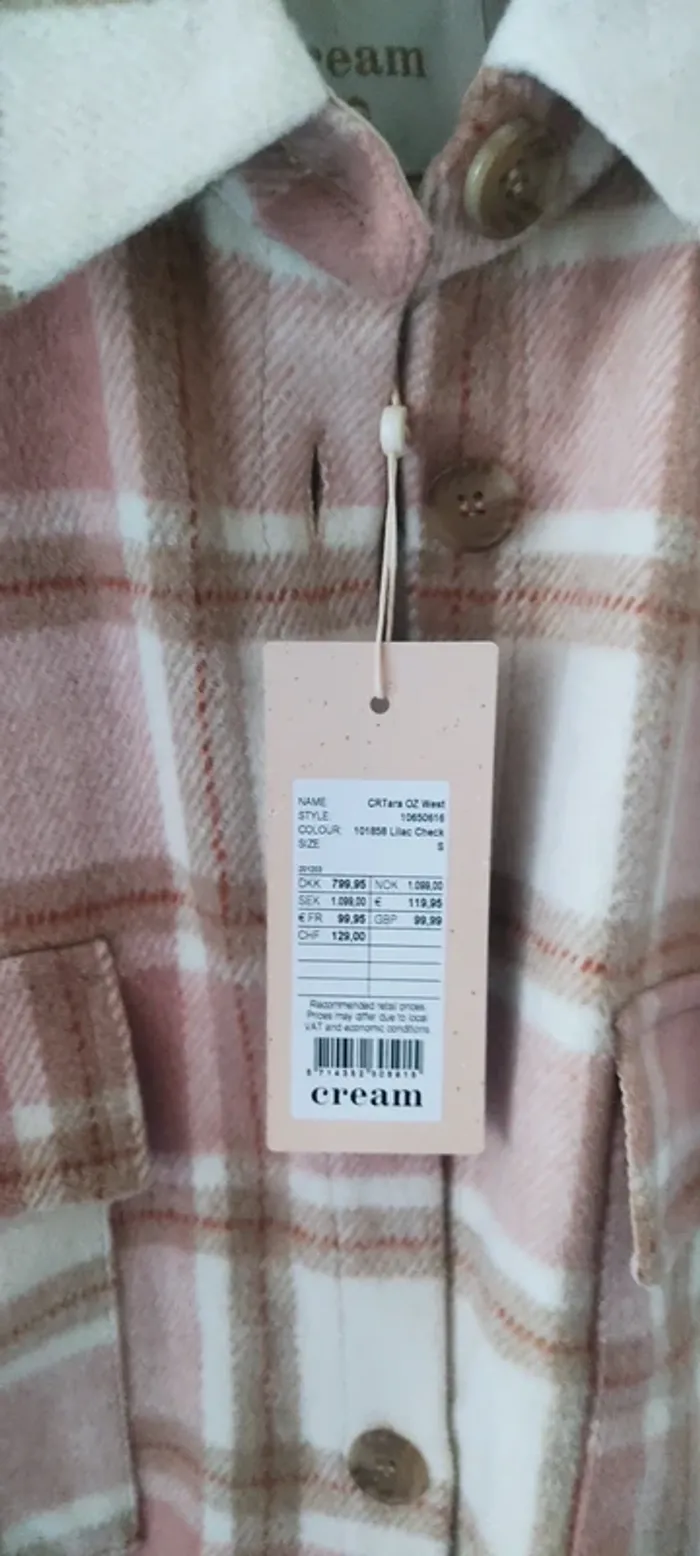 cream
NAME: CRTara OZ West
STYLE: 10650616
COLOUR: 101858 Lilac Check
SIZE S
201203
DKK 799,95 NOK 1.099,00
SEK 1.099,00 € 119,95
€ FR 99,95 GBP 99,99
CHF 129,00
Recommended retail prices.
Prices may differ due to local
VAT and economic conditions
cream